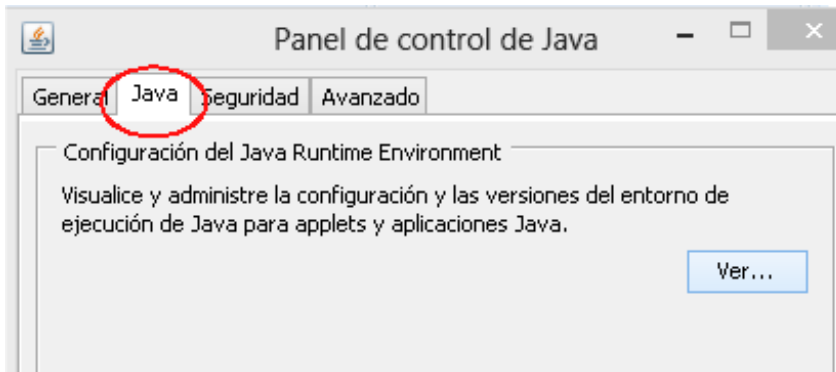 Panel de control de Java
General Java Seguridad Avanzado
Configuración del Java Runtime Environment
Visualice y administre la configuración y las versiones del entorno de
ejecución de Java para applets y aplicaciones Java.
Ver...